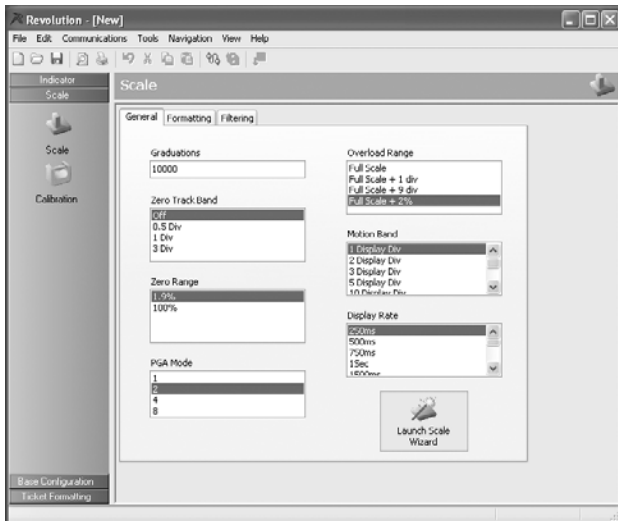 Revolution - [New]
File Edit Communications Tools Navigation View Help
Indicator
Scale
Scale
Calibration
Base Configuration
Ticket Formatting
Scale
General Formatting Filtering
Graduations
10000
Zero Track Band
Off
0.5 Div
1 Div
3 Div
Zero Range
1.9%
100%
PGA Mode
1
2
4
8
Overload Range
Full Scale
Full Scale + 1 div
Full Scale + 9 div
Full Scale + 2%
Motion Band
1 Display Div
2 Display Div
3 Display Div
5 Display Div
10 Display Div
Display Rate
250ms
500ms
750ms
1Sec
1500ms
Launch Scale
Wizard